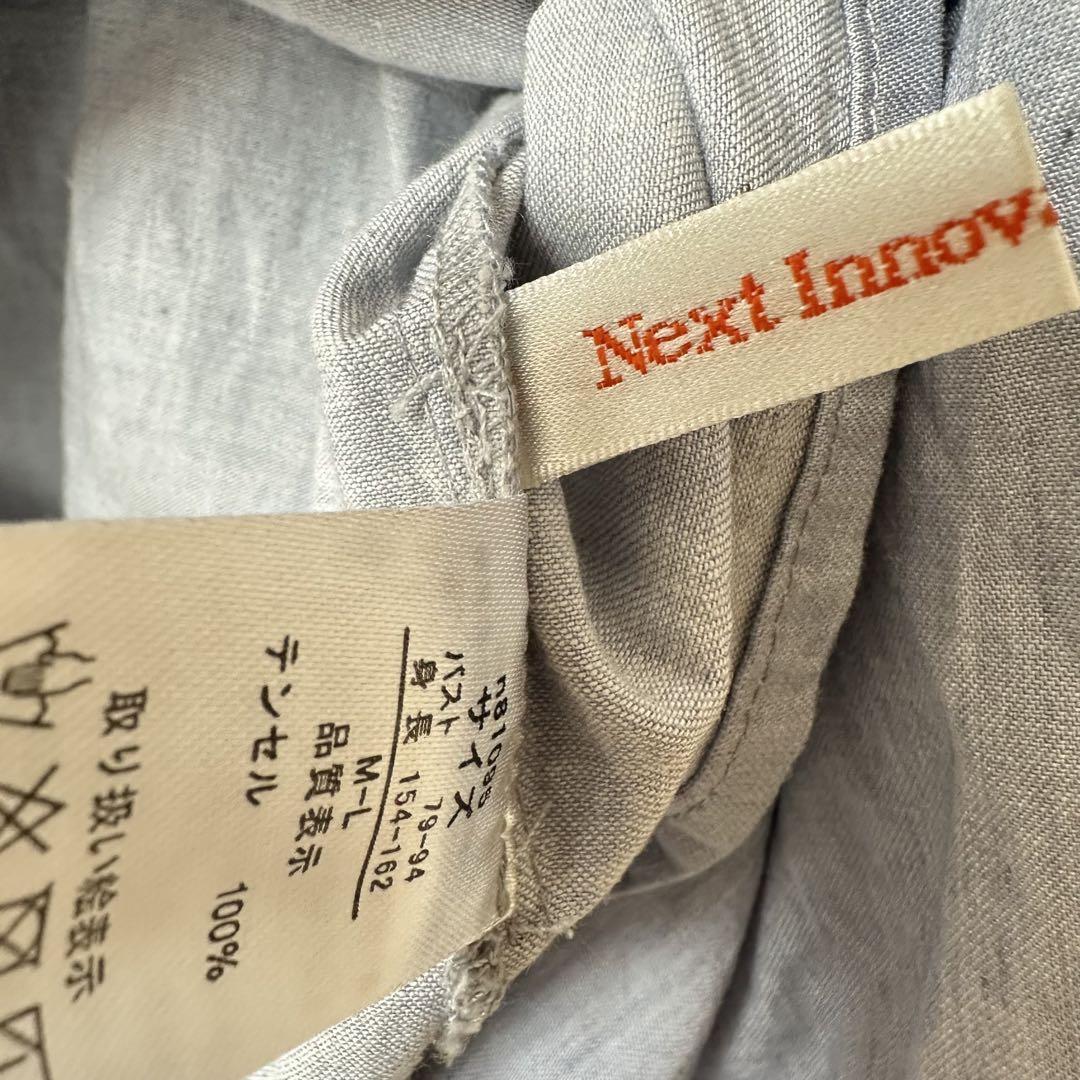 Next Innov
サイズ
バスト 79-94
身長 154-162
M-L
品質表示
テンセル 100%
取り扱い絵表示